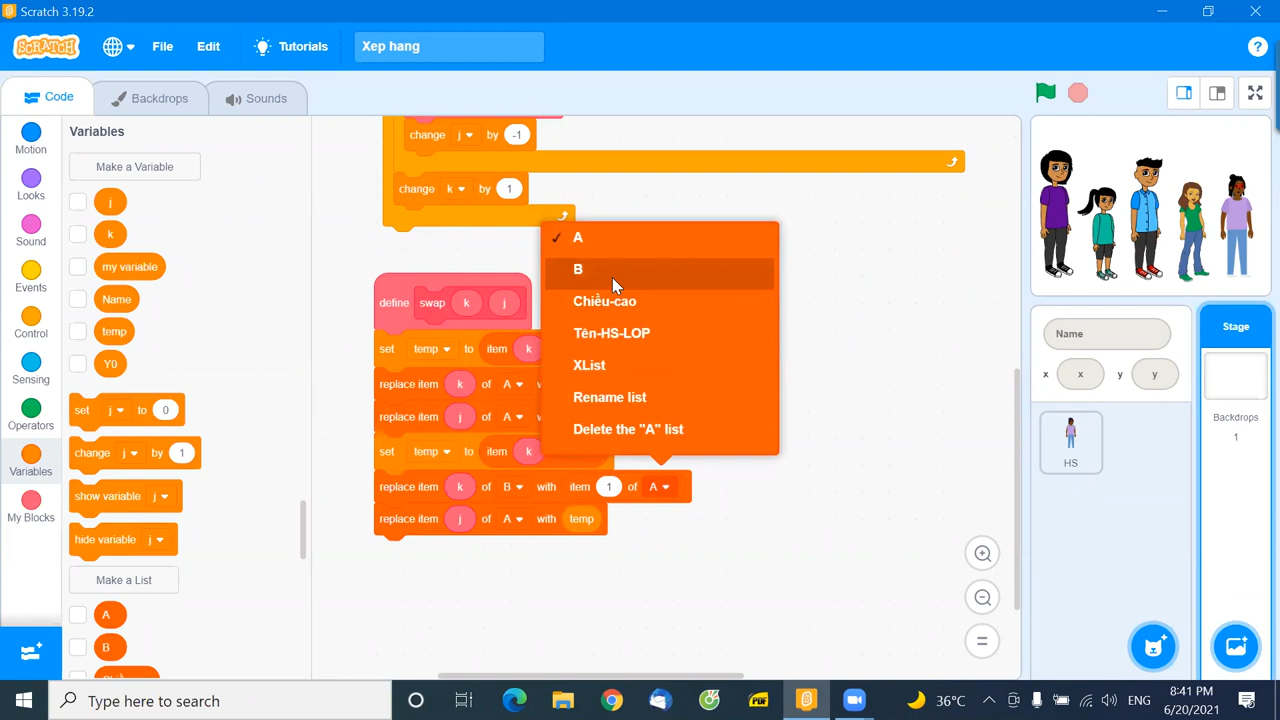 Scratch 3.19.2
SCRATCH
File
Edit
Tutorials
Xep hang
?
Code
Backdrops
Sounds
Motion
Looks
Sound
Events
Control
Sensing
Operators
Variables
My Blocks
Variables
Make a Variable
j
k
my variable
Name
temp
Y0
set j to 0
change j by 1
show variable j
hide variable j
Make a List
A
B
change j by -1
change k by 1
define swap k j
set temp to item k
replace item k of A
replace item j of A
set temp to item k
replace item k of B with item 1 of A
replace item j of A with temp
A
B
Chiều-cao
Tên-HS-LOP
XList
Rename list
Delete the "A" list
Name
x x y y
HS
Stage
Backdrops
1
Type here to search
PDF
36°C
ENG
8:41 PM
6/20/2021